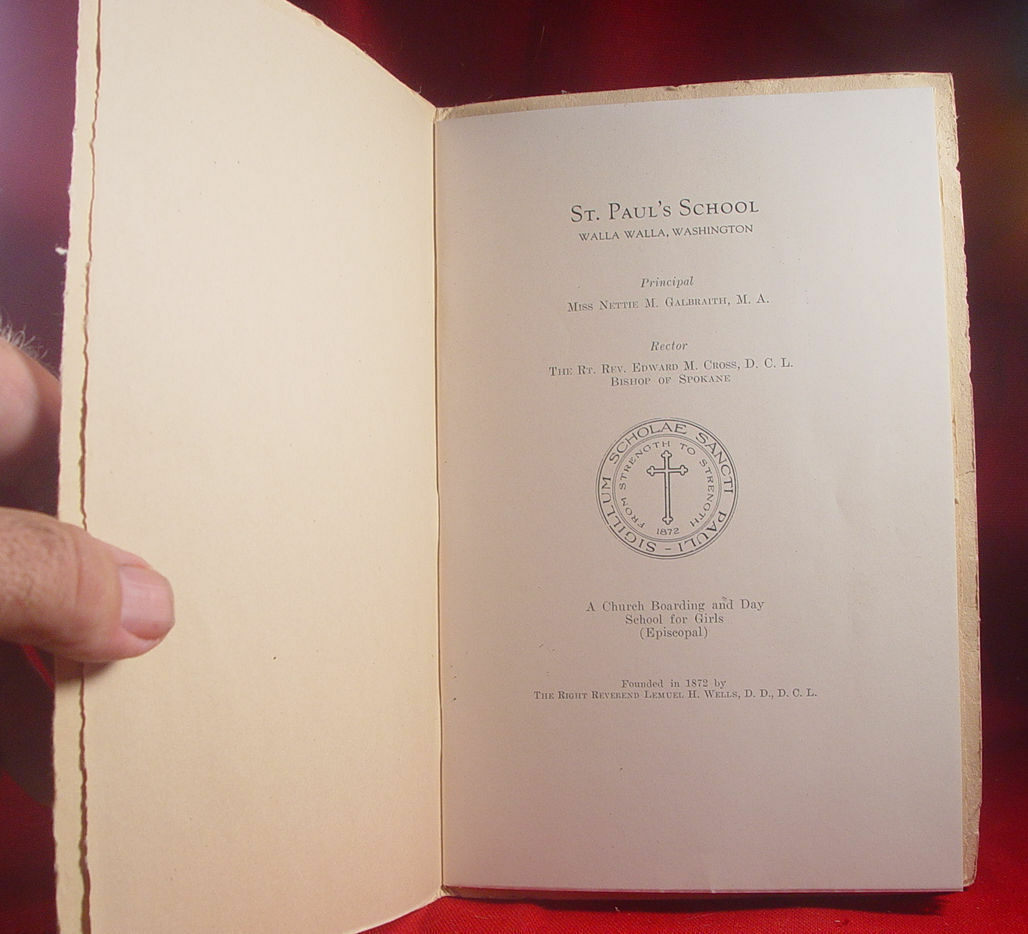 ST. PAUL'S SCHOOL
WALLA WALLA, WASHINGTON
Principal
MISS NETTIE M. GALBRAITH, M. A.
Rector
THE RT. REV. EDWARD M. CROSS, D. C. L.
BISHOP OF SPOKANE
SIGILLUM SCHOLAE SANCTI PAULI -
FROM STRENGTH TO STRENGTH
1872
A Church Boarding and Day
School for Girls
(Episcopal)
Founded in 1872 by
THE RIGHT REVEREND LEMUEL H. WELLS, D. D., D. C. L.